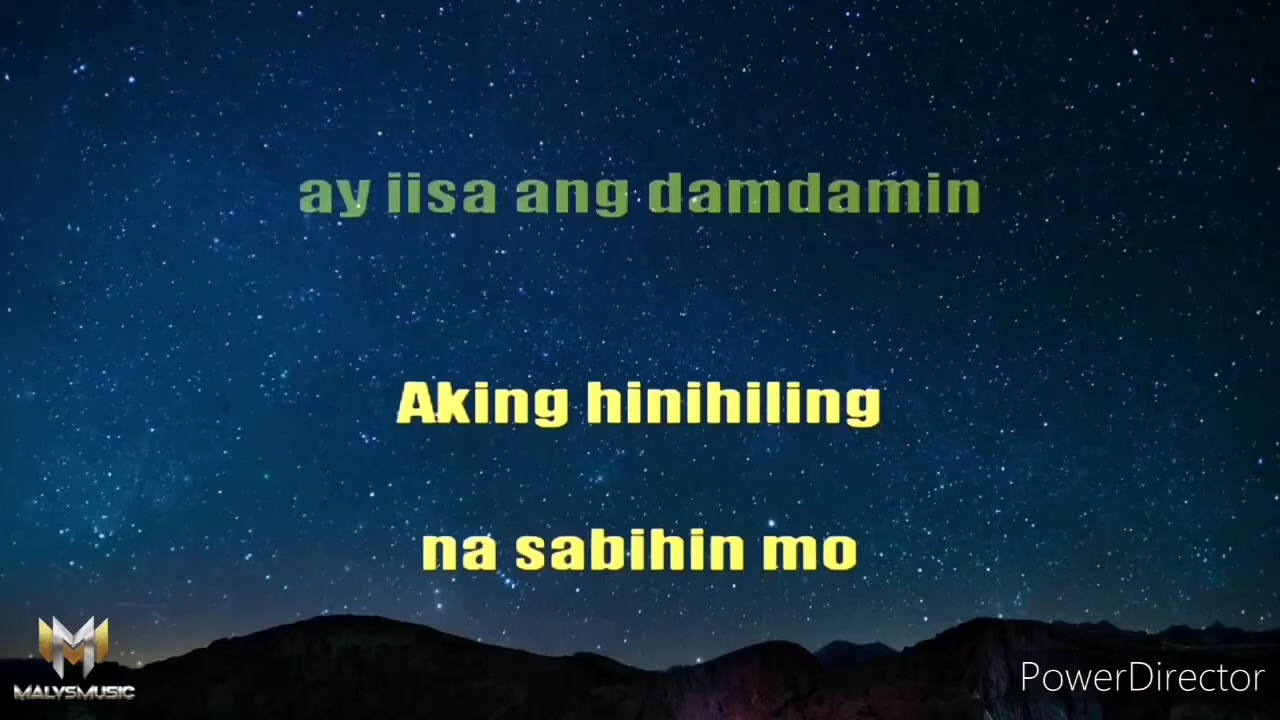 ay iisa ang damdamin
Aking hinihiling
na sabihin mo
MALYSMUSIC
PowerDirector